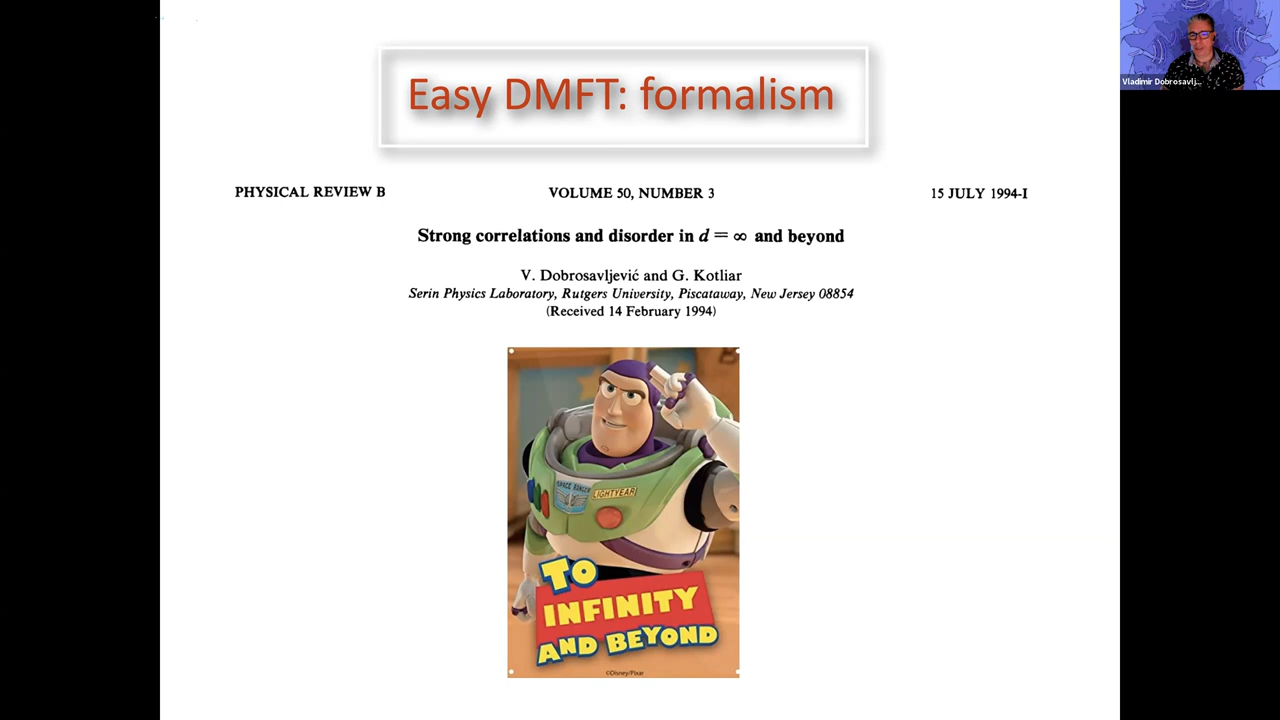 Easy DMFT: formalism
Vladimir Dobrosavlj...
PHYSICAL REVIEW B VOLUME 50, NUMBER 3 15 JULY 1994-I
Strong correlations and disorder in d = ∞ and beyond
V. Dobrosavljević and G. Kotliar
Serin Physics Laboratory, Rutgers University, Piscataway, New Jersey 08854
(Received 14 February 1994)
SPACE RANGER
LIGHTYEAR
TO
INFINITY
AND BEYOND
©Disney/Pixar